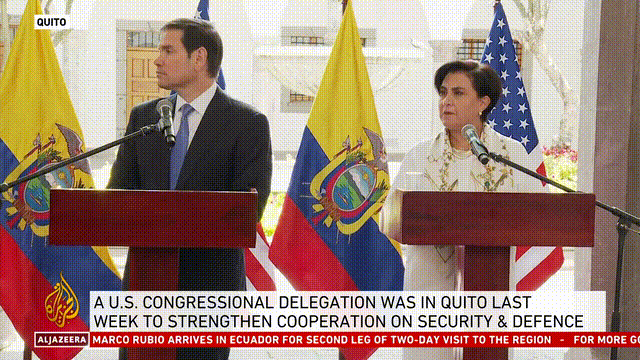 QUITO
A U.S. CONGRESSIONAL DELEGATION WAS IN QUITO LAST
WEEK TO STRENGTHEN COOPERATION ON SECURITY & DEFENCE
ALJAZEERA MARCO RUBIO ARRIVES IN ECUADOR FOR SECOND LEG OF TWO-DAY VISIT TO THE REGION - FOR MORE G